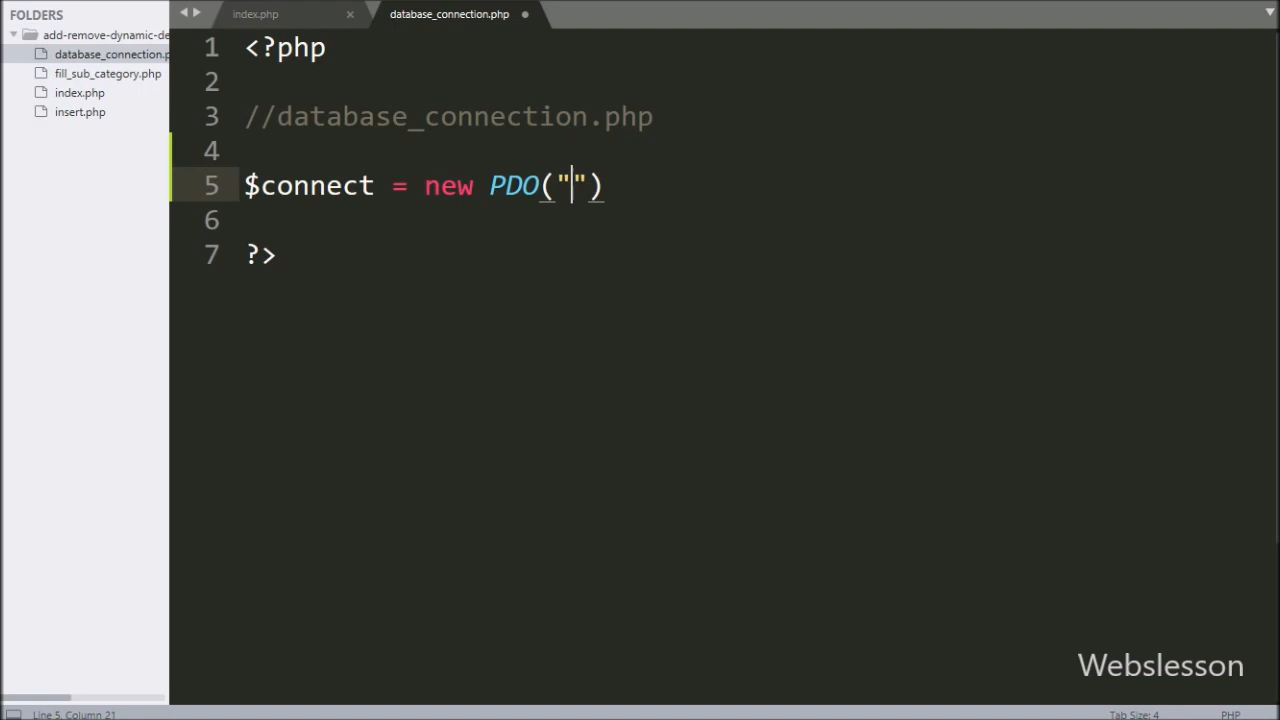 FOLDERS
add-remove-dynamic-de
database_connection.p
fill_sub_category.php
index.php
insert.php
index.php × database_connection.php
1 <?php
2
3 //database_connection.php
4
5 $connect = new PDO("")
6
7 ?>
Webslesson
Line 5, Column 21 Tab Size: 4 PHP